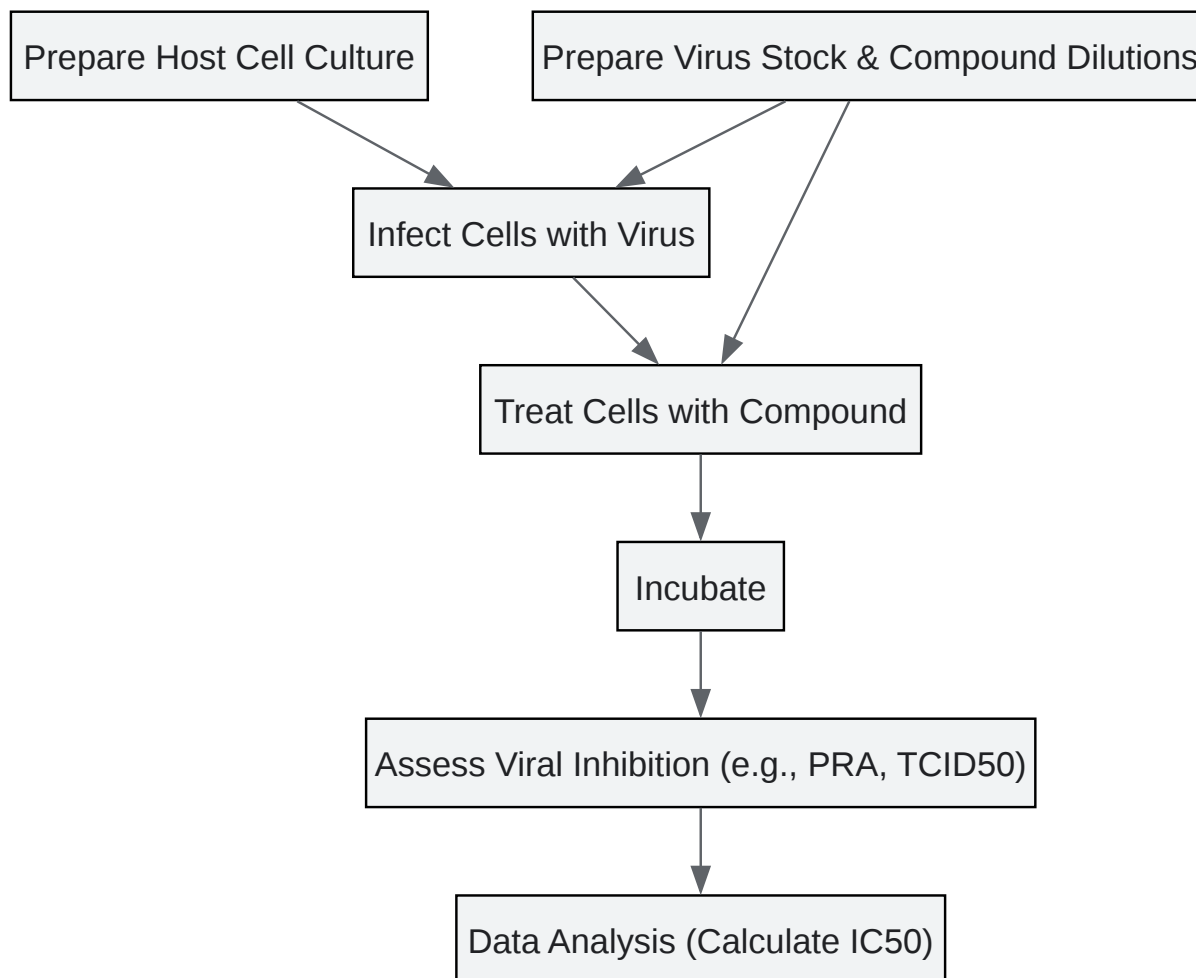 Prepare Host Cell Culture
Prepare Virus Stock & Compound Dilutions
Infect Cells with Virus
Treat Cells with Compound
Incubate
Assess Viral Inhibition (e.g., PRA, TCID50)
Data Analysis (Calculate IC50)